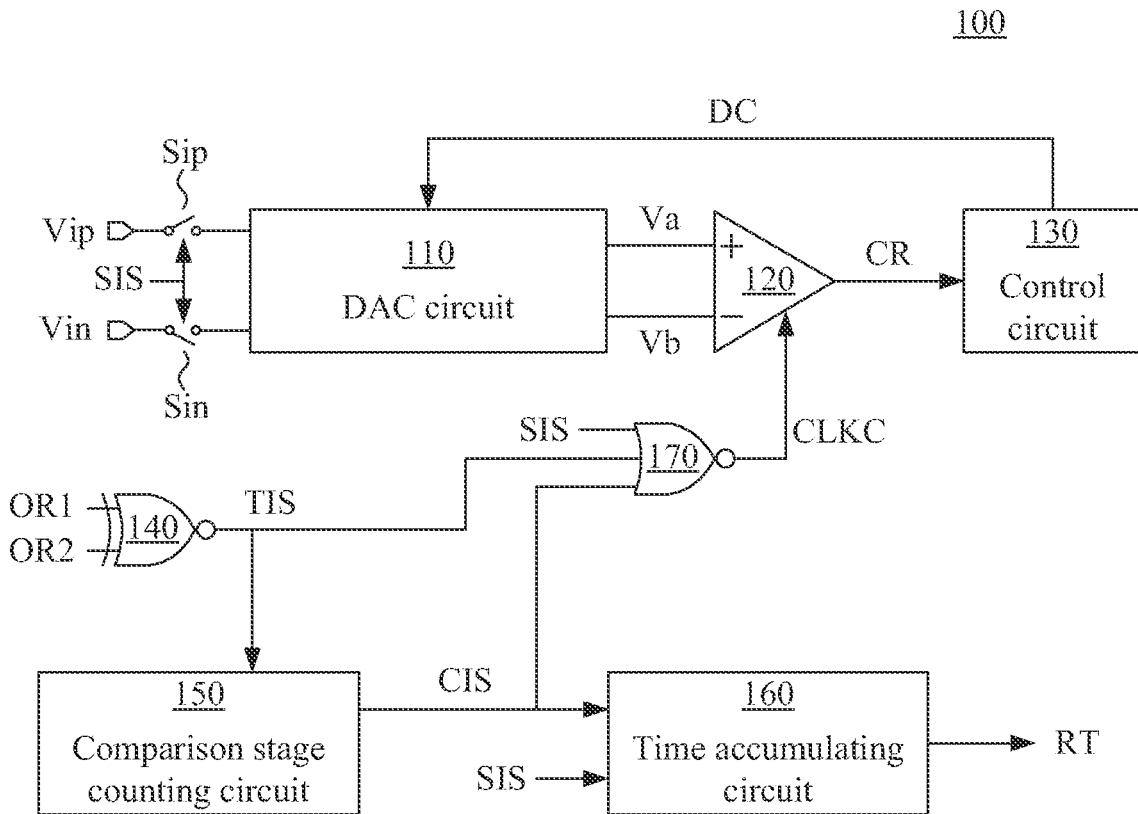 100
DC
Sip
Vip
SIS
Vin
Sin
110
DAC circuit
Va
Vb
+
−
120
CR
130
Control
circuit
SIS
170
CLKC
OR1
OR2
140
TIS
150
Comparison stage
counting circuit
CIS
SIS
160
Time accumulating
circuit
RT